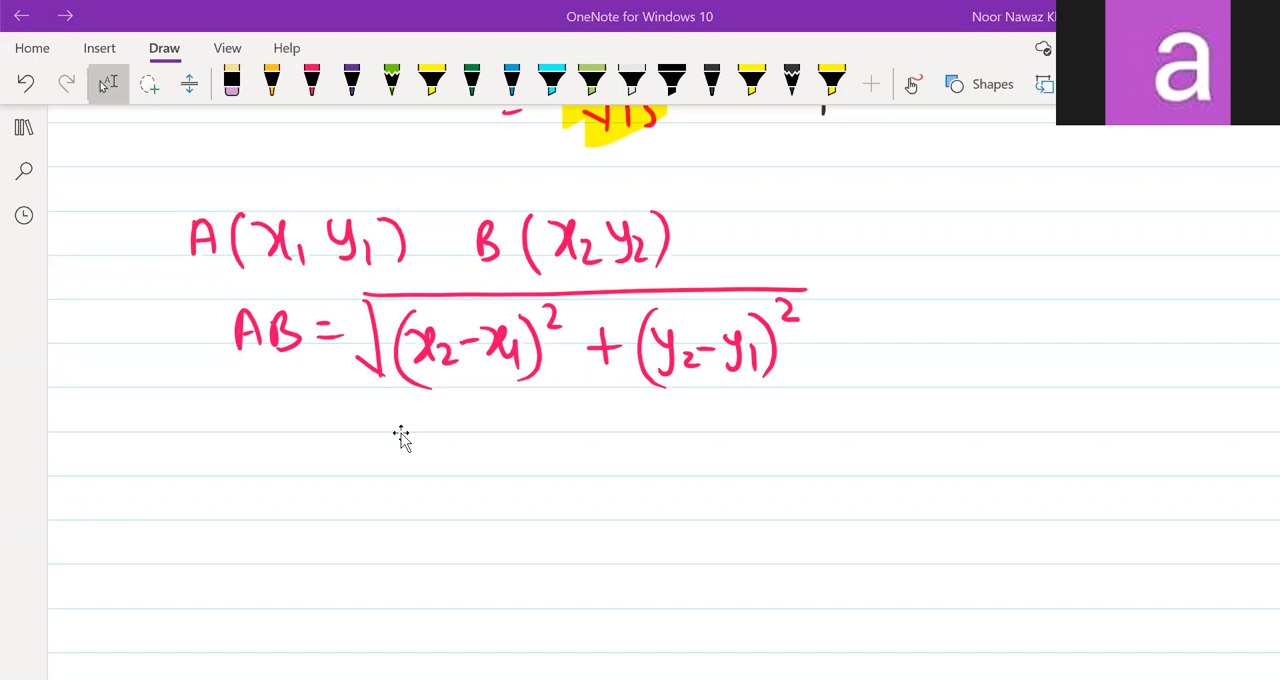 OneNote for Windows 10 Noor Nawaz
Home Insert Draw View Help
Shapes
a
A(x₁ y₁) B(x₂ y₂)
AB = √(x₂-x₁)² + (y₂-y₁)²